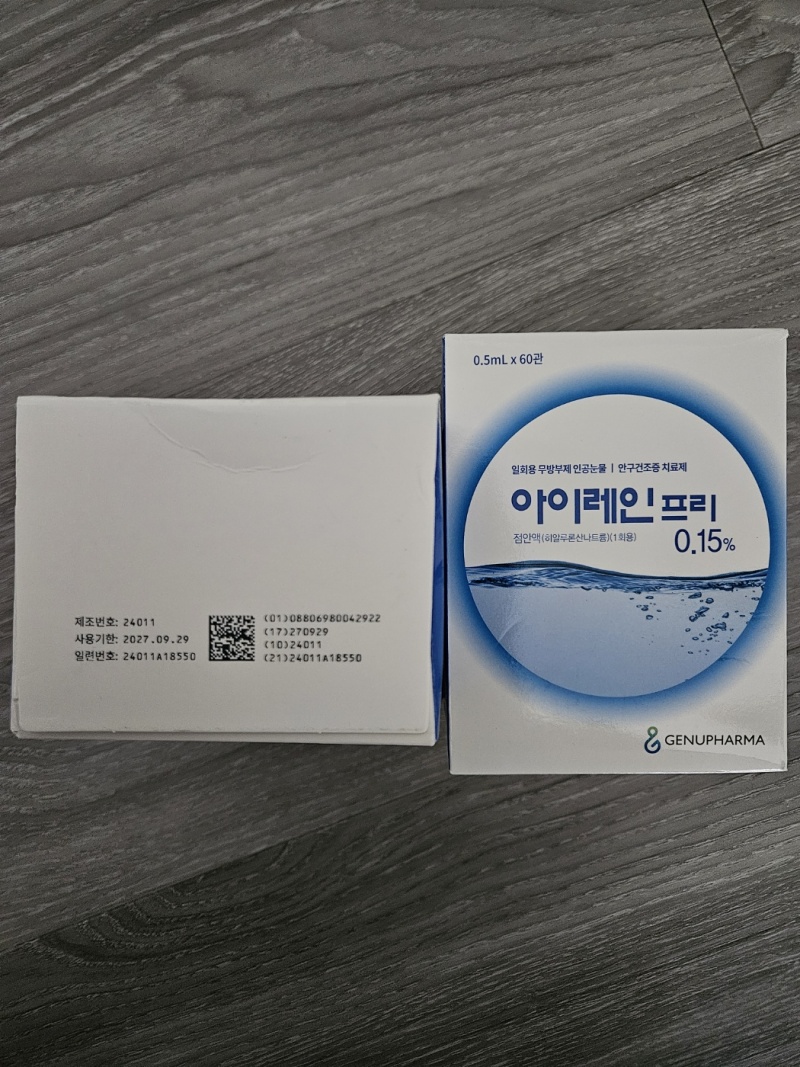 제조번호: 24011
사용기한: 2027.09.29
일련번호: 24011A18550
(01)08806980042922
(17)270929
(10)24011
(21)24011A18550
0.5mL x 60관
일회용 무방부제 인공눈물 | 안구건조증 치료제
아이레인 프리
0.15%
점안액(히알루론산나트륨)(1회용)
GENUPHARMA